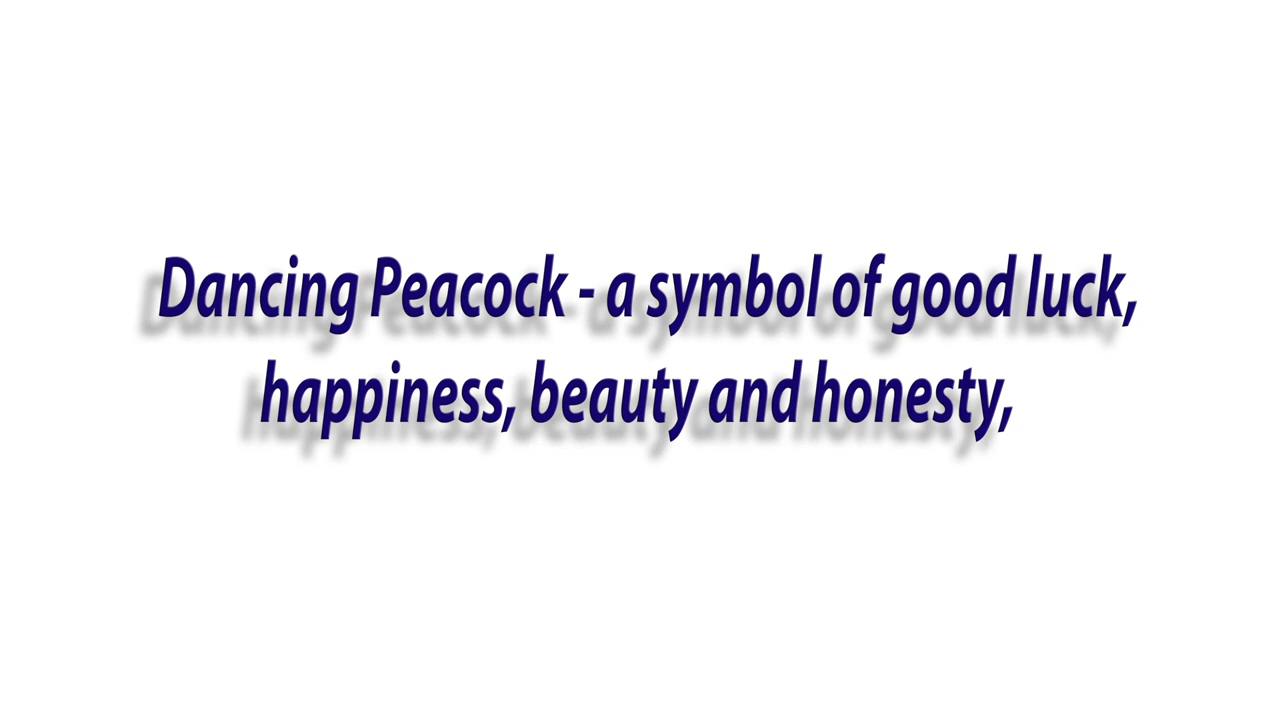 Dancing Peacock - a symbol of good luck,
happiness, beauty and honesty,